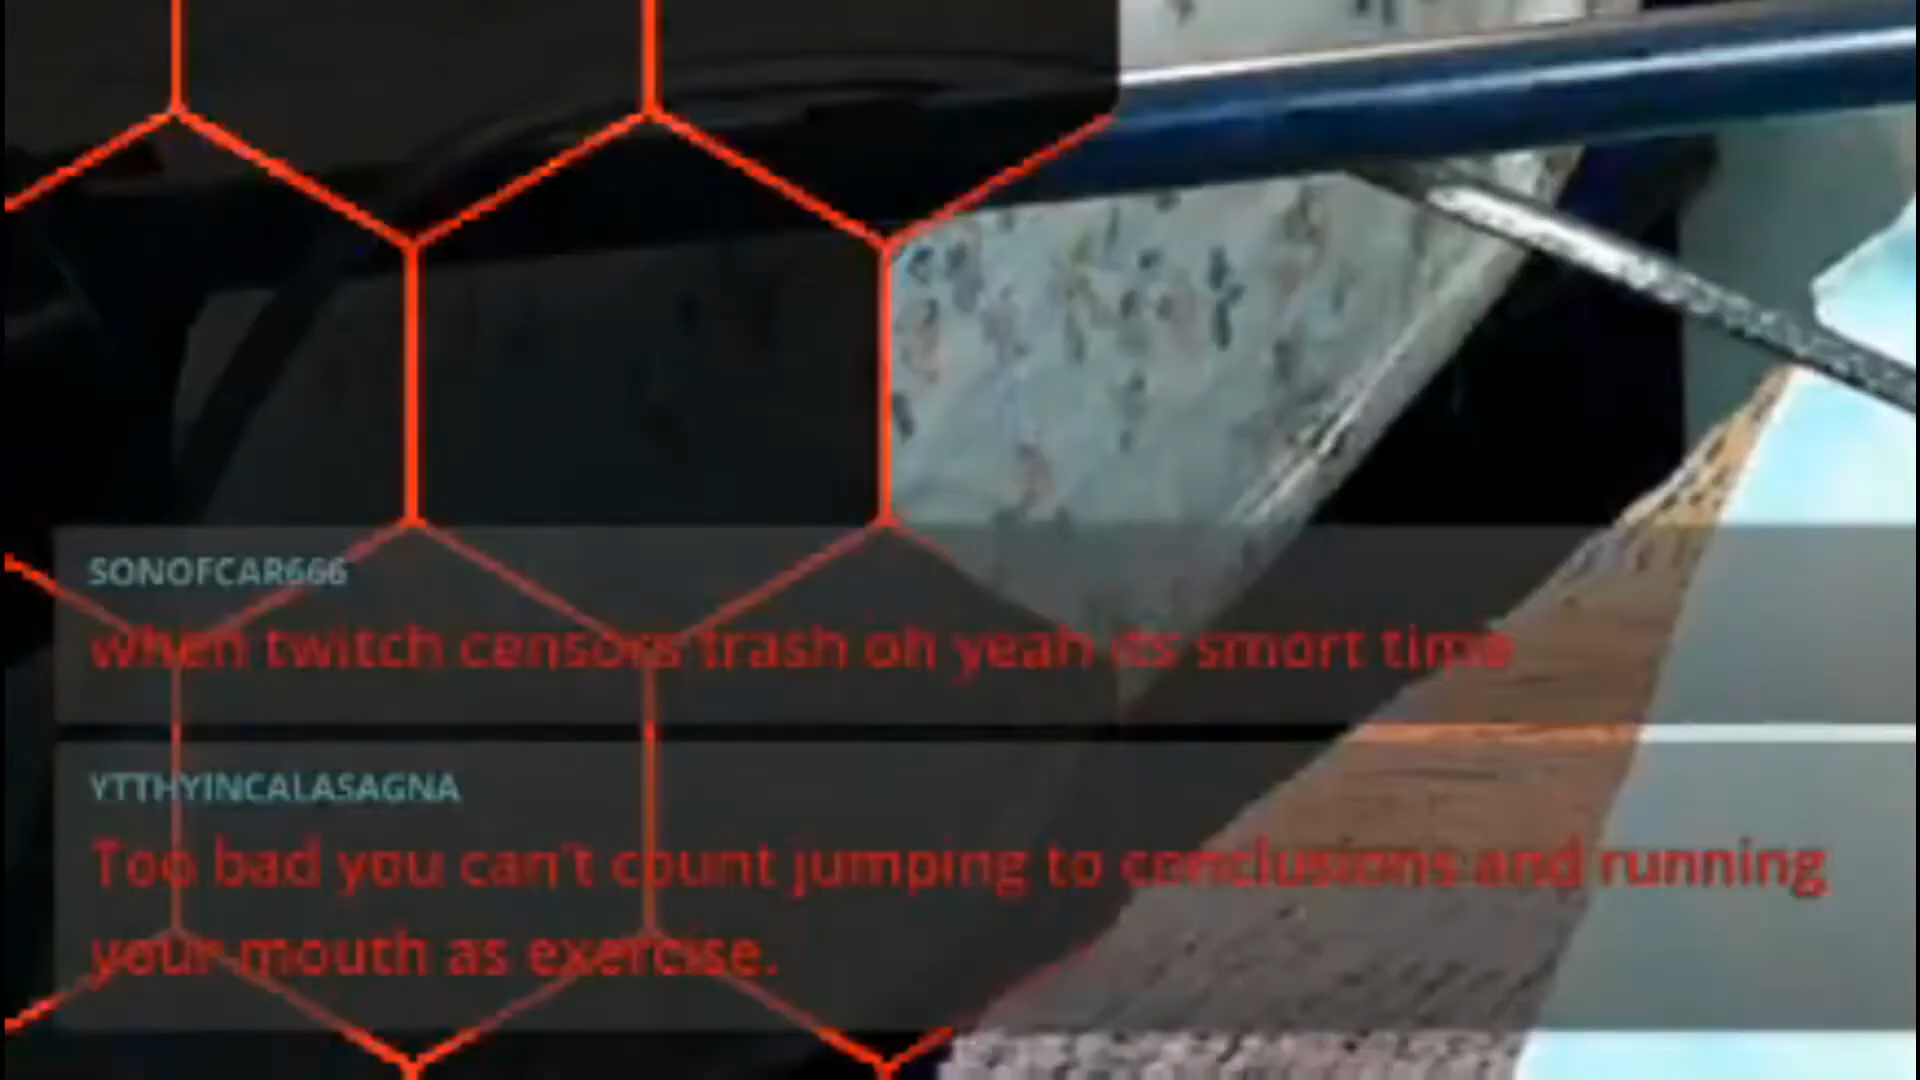 SONOFCAR666
when twitch censors trash oh yeah its smort time
YTTHYINCALASAGNA
Too bad you can't count jumping to conclusions and running
your mouth as exercise.